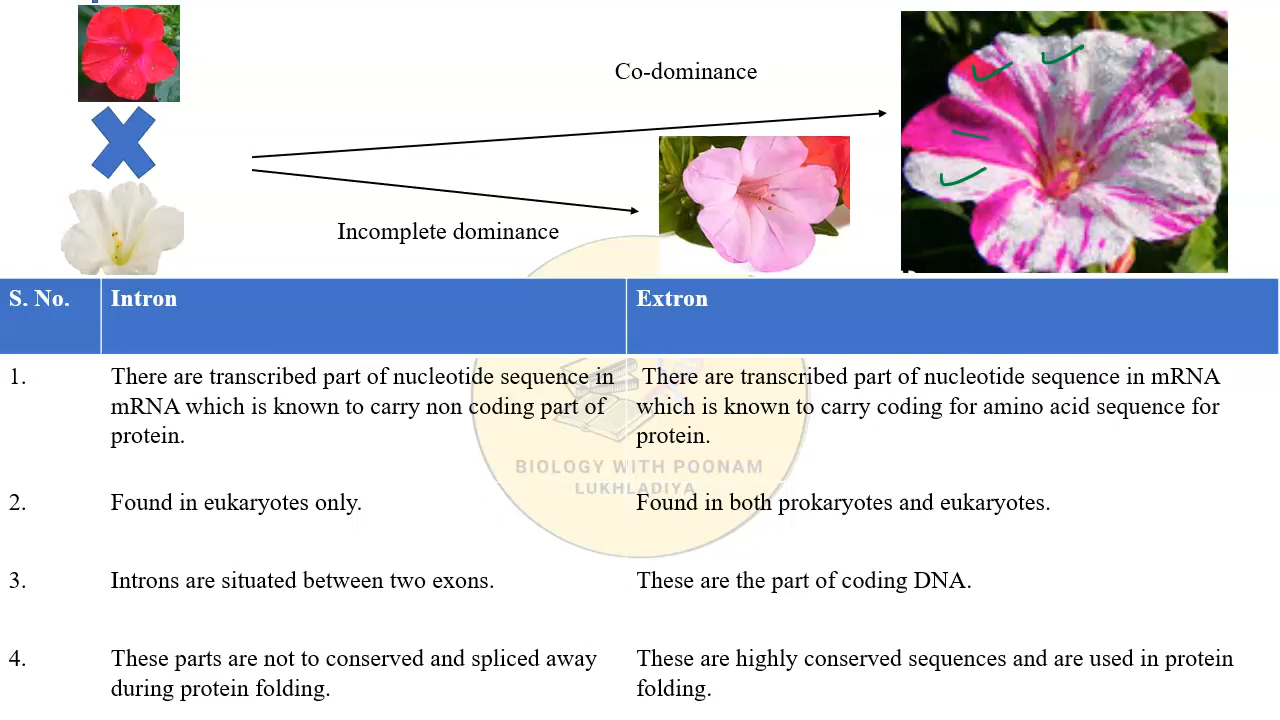 Co-dominance
Incomplete dominance
S. No.
Intron
Extron
1.
There are transcribed part of nucleotide sequence in
mRNA which is known to carry non coding part of
protein.
There are transcribed part of nucleotide sequence in mRNA
which is known to carry coding for amino acid sequence for
protein.
BIOLOGY WITH POONAM
LUKHLADIYA
2.
Found in eukaryotes only.
Found in both prokaryotes and eukaryotes.
3.
Introns are situated between two exons.
These are the part of coding DNA.
4.
These parts are not to conserved and spliced away
during protein folding.
These are highly conserved sequences and are used in protein
folding.